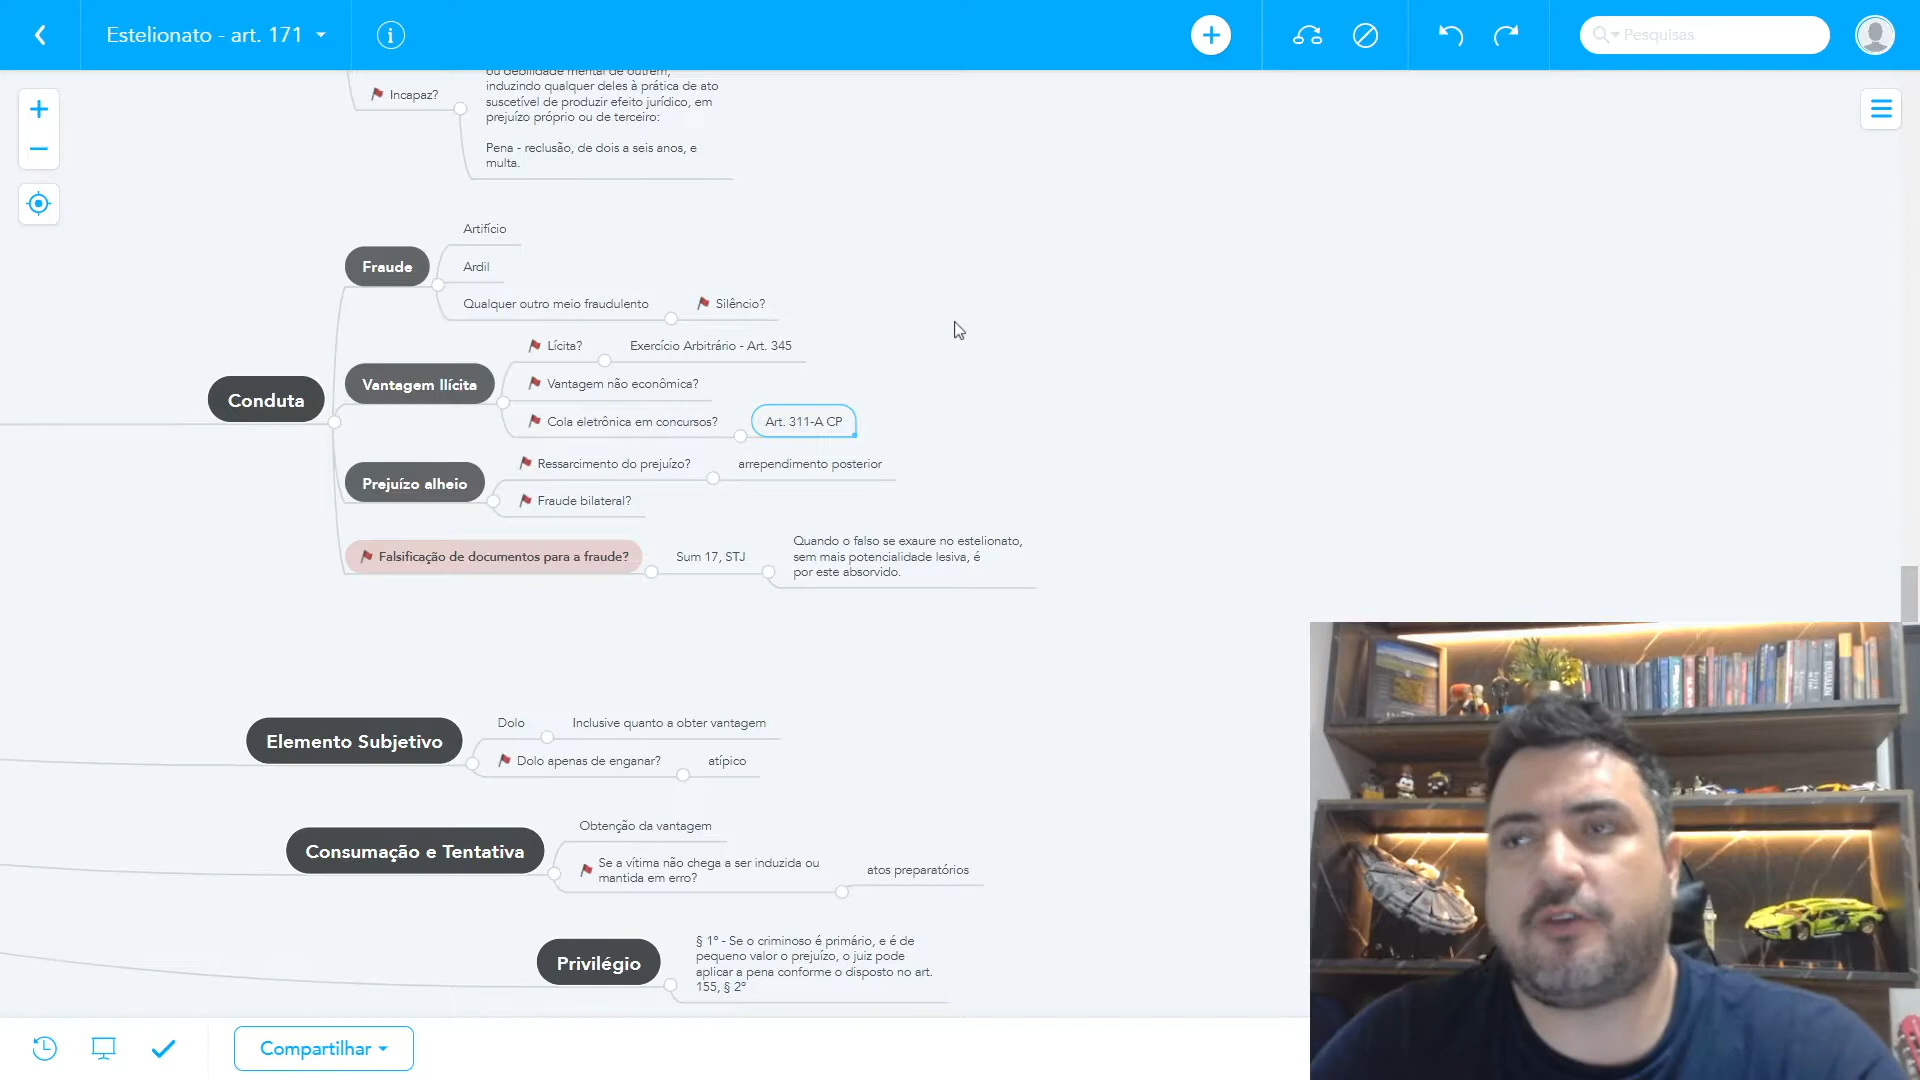 Estelionato - art. 171
Pesquisas
ou debilidade mental de outrem,
induzindo qualquer deles à prática de ato
suscetível de produzir efeito jurídico, em
prejuízo próprio ou de terceiro:
Incapaz?
Pena - reclusão, de dois a seis anos, e
multa.
Artifício
Fraude
Ardil
Qualquer outro meio fraudulento
Silêncio?
Lícita?
Exercício Arbitrário - Art. 345
Vantagem Ilícita
Vantagem não econômica?
Conduta
Cola eletrônica em concursos?
Art. 311-A CP
Ressarcimento do prejuízo?
arrependimento posterior
Prejuízo alheio
Fraude bilateral?
Falsificação de documentos para a fraude?
Sum 17, STJ
Quando o falso se exaure no estelionato,
sem mais potencialidade lesiva, é
por este absorvido.
Elemento Subjetivo
Dolo
Inclusive quanto a obter vantagem
Dolo apenas de enganar?
atípico
Consumação e Tentativa
Obtenção da vantagem
Se a vítima não chega a ser induzida ou
mantida em erro?
atos preparatórios
Privilégio
§ 1º - Se o criminoso é primário, e é de
pequeno valor o prejuízo, o juiz pode
aplicar a pena conforme o disposto no art.
155, § 2º
Compartilhar